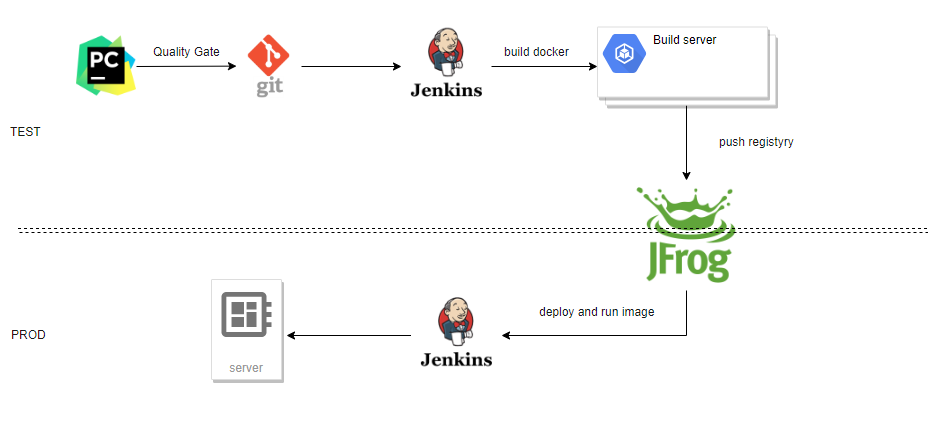 PC
Quality Gate
git
Jenkins
build docker
Build server
TEST
push registyry
JFrog
PROD
server
Jenkins
deploy and run image